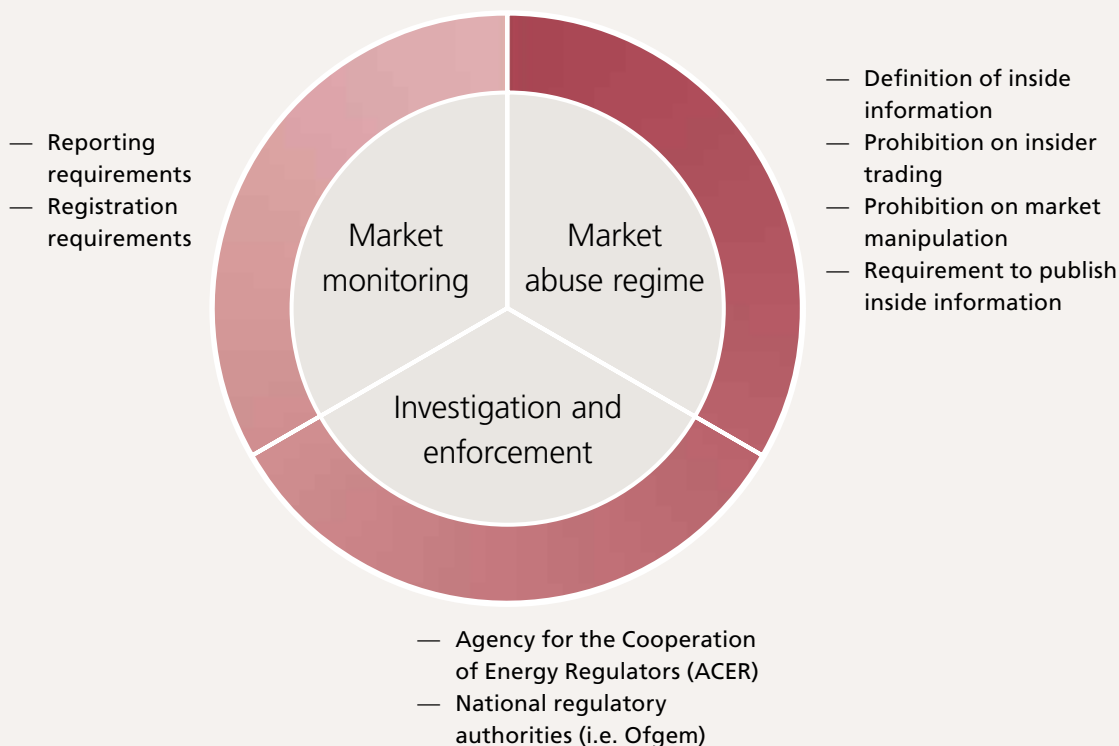 — Reporting
requirements
— Registration
requirements
Market
monitoring
Market
abuse regime
Investigation and
enforcement
— Definition of inside
information
— Prohibition on insider
trading
— Prohibition on market
manipulation
— Requirement to publish
inside information
— Agency for the Cooperation
of Energy Regulators (ACER)
— National regulatory
authorities (i.e. Ofgem)